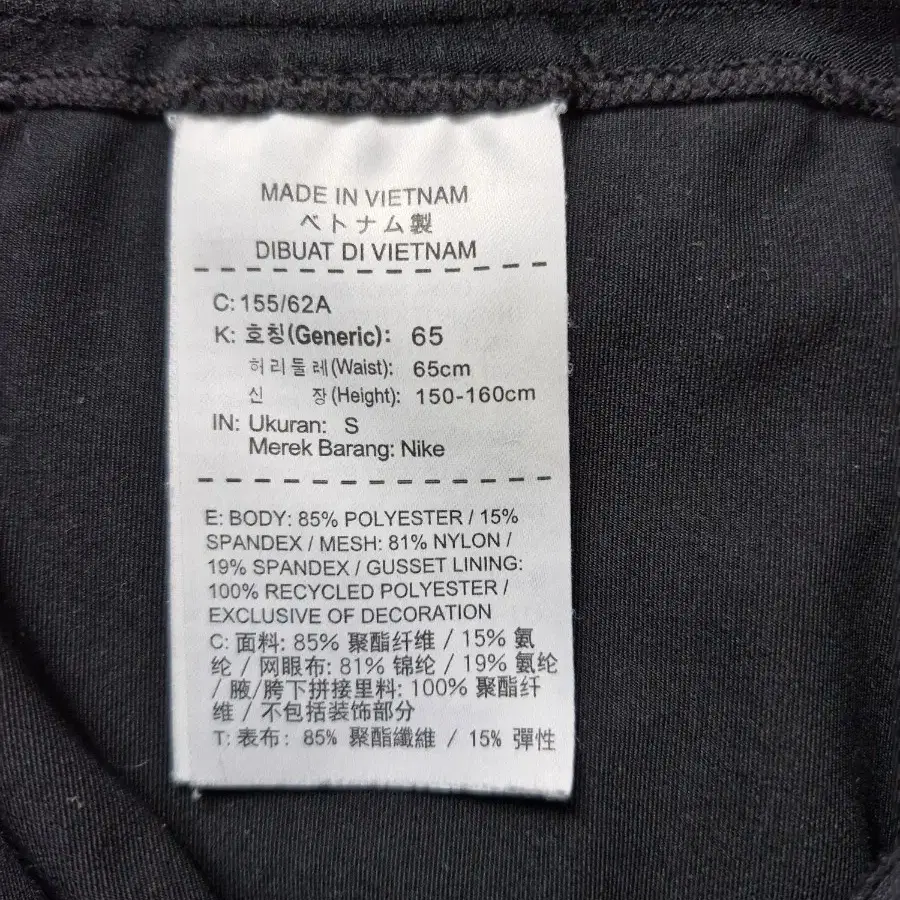 MADE IN VIETNAM
ベトナム製
DIBUAT DI VIETNAM
C: 155/62A
K: 호칭(Generic): 65
허리둘레(Waist): 65cm
신 장(Height): 150-160cm
IN: Ukuran: S
Merek Barang: Nike
E: BODY: 85% POLYESTER / 15%
SPANDEX / MESH: 81% NYLON /
19% SPANDEX / GUSSET LINING:
100% RECYCLED POLYESTER /
EXCLUSIVE OF DECORATION
C: 面料: 85% 聚酯纤维 / 15% 氨
纶 / 网眼布: 81% 锦纶 / 19% 氨纶
/ 腋/胯下拼接里料: 100% 聚酯纤
维 / 不包括装饰部分
T: 表布: 85% 聚酯纖維 / 15% 彈性